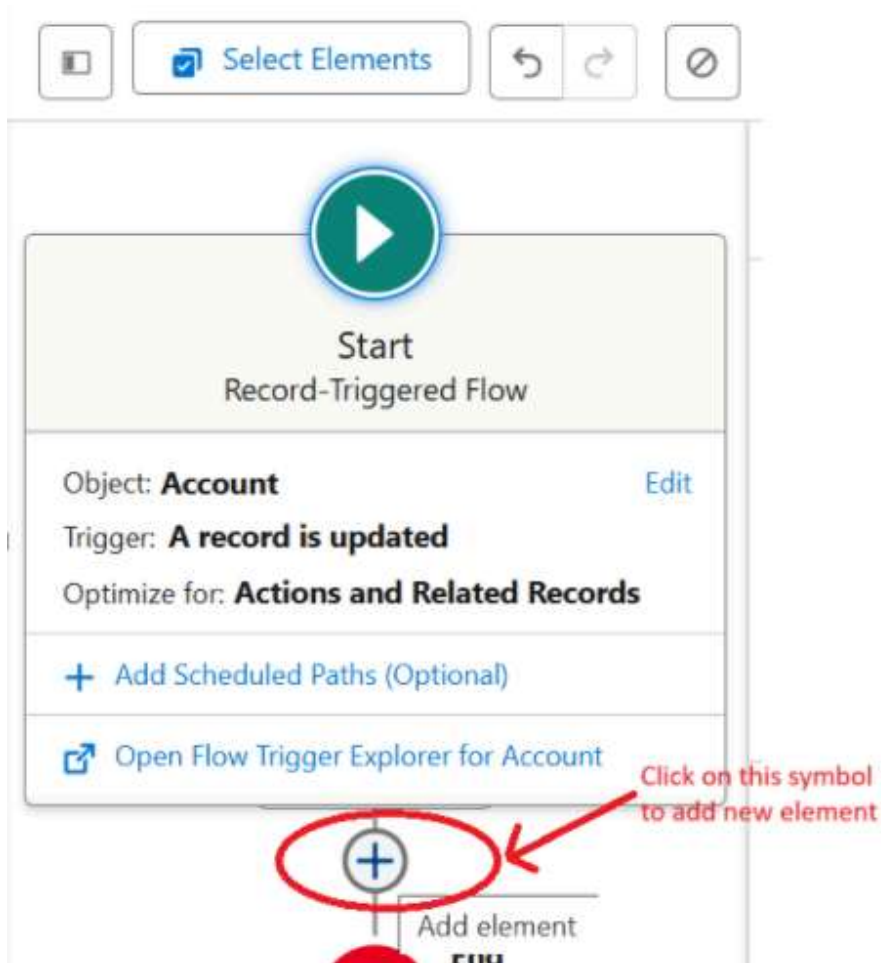 Select Elements
Start
Record-Triggered Flow
Object: Account
Edit
Trigger: A record is updated
Optimize for: Actions and Related Records
Add Scheduled Paths (Optional)
Open Flow Trigger Explorer for Account
Click on this symbol
to add new element
Add element